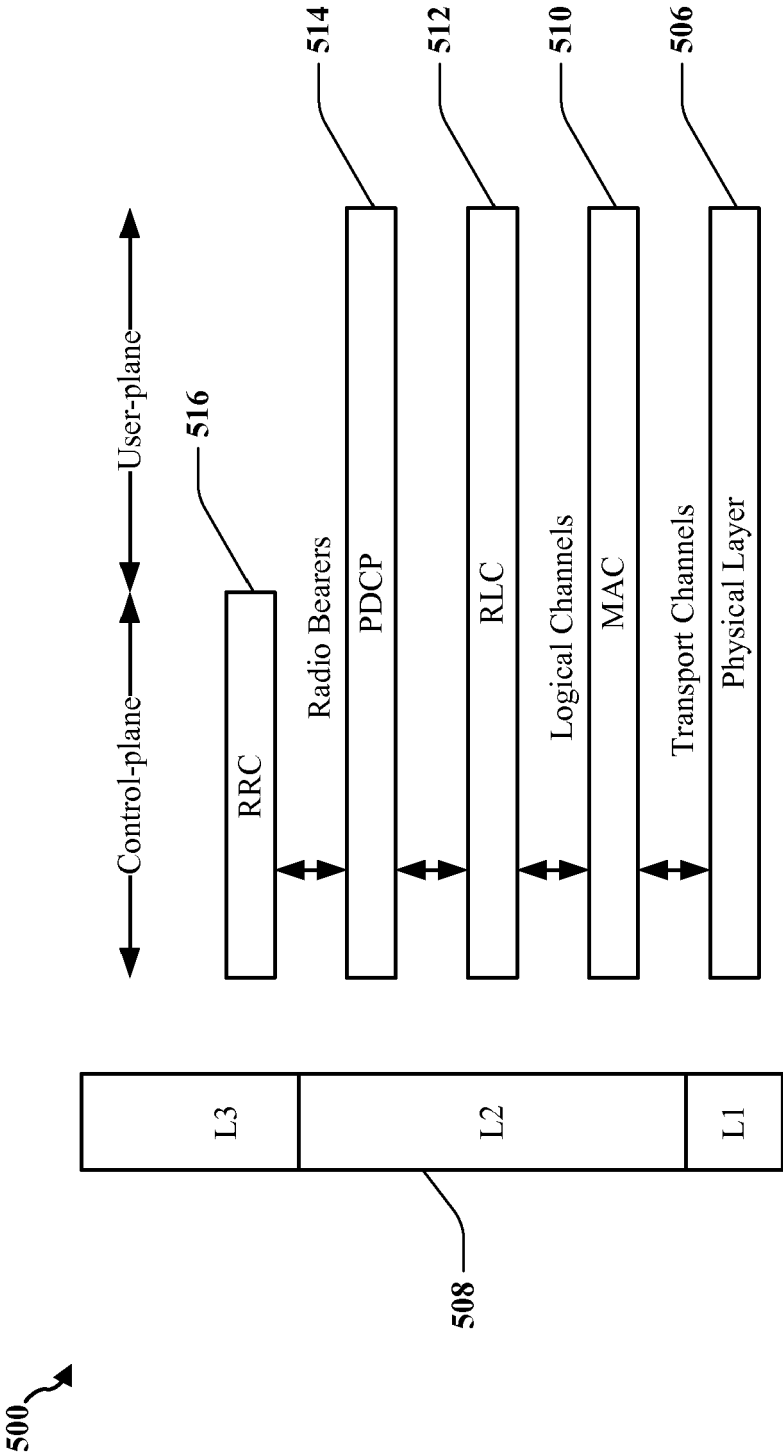 500
Control-plane
User-plane
516
RRC
L3
Radio Bearers
514
PDCP
512
RLC
L2
508
Logical Channels
510
MAC
Transport Channels
506
Physical Layer
L1